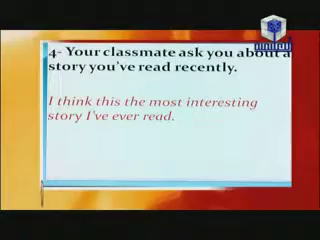 4- Your classmate ask you about a
story you've read recently.
I think this the most interesting
story I've ever read.